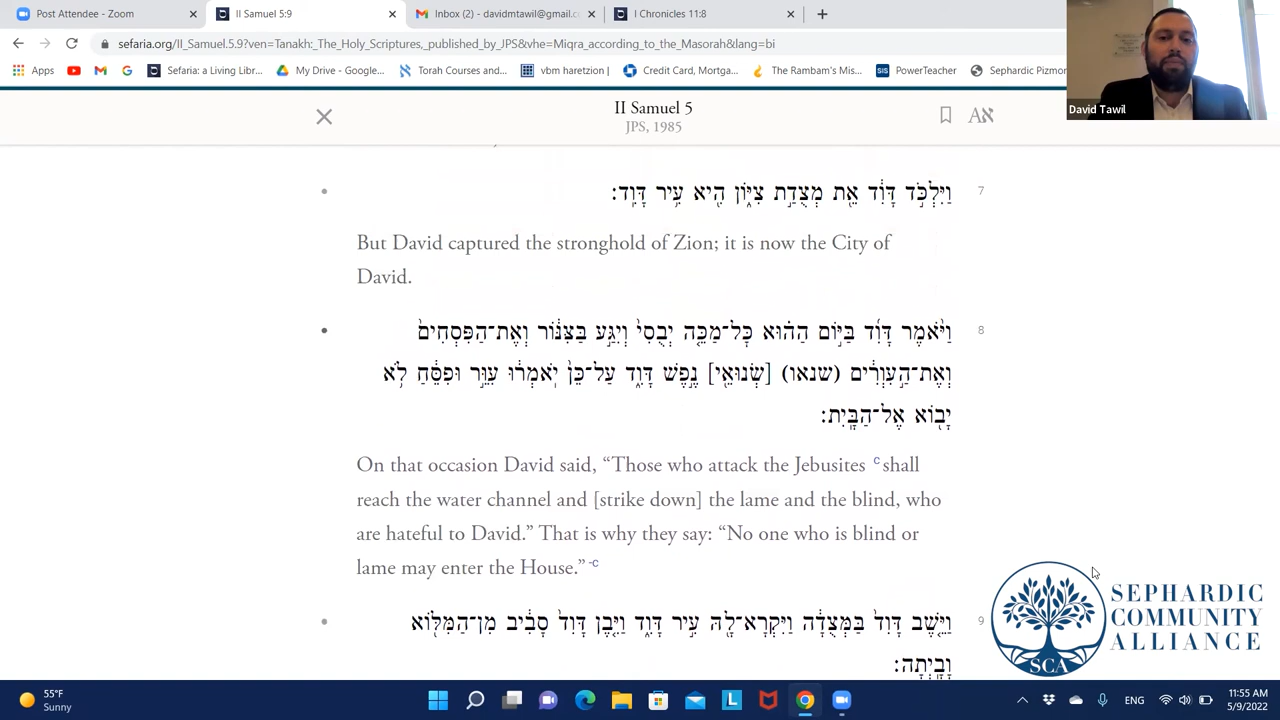 Post Attendee - Zoom
II Samuel 5:9
Inbox (2) - davidmtawil@gmail.c
I Chronicles 11:8
sefaria.org/II_Samuel.5.9?ven=Tanakh:_The_Holy_Scriptures,_published_by_JPS&vhe=Miqra_according_to_the_Masorah&lang=bi
Apps
Sefaria: a Living Libr...
My Drive - Google...
Torah Courses and...
vbm haretzion
Credit Card, Mortga...
The Rambam's Mis...
PowerTeacher
Sephardic Pizmor
David Tawil
II Samuel 5
JPS, 1985
וַיִּלְכֹּ֣ד דָּוִ֔ד אֵ֖ת מְצֻדַ֣ת צִיּ֑וֹן הִ֖יא עִ֥יר דָּוִֽד׃ 7
But David captured the stronghold of Zion; it is now the City of
David.
וַיֹּ֨אמֶר דָּוִ֜ד בַּיּ֣וֹם הַה֗וּא כׇּל־מַכֵּ֤ה יְבֻסִי֙ וְיִגַּ֣ע בַּצִּנּ֔וֹר וְאֶת־הַפִּסְחִים֙ 8
וְאֶת־הַ֣עִוְרִ֔ים (שנאו) [שְׂנוּאֵ֖י] נֶ֣פֶשׁ דָּוִ֑ד עַל־כֵּן֙ יֹֽאמְר֔וּ עִוֵּ֣ר וּפִסֵּ֔חַ לֹ֥א
יָב֖וֹא אֶל־הַבָּֽיִת׃
On that occasion David said, “Those who attack the Jebusites c shall
reach the water channel and [strike down] the lame and the blind, who
are hateful to David.” That is why they say: “No one who is blind or
lame may enter the House.” -c
וַיֵּ֤שֶׁב דָּוִד֙ בַּמְּצֻדָ֔ה וַיִּקְרָא־לָ֖הּ עִ֣יר דָּוִ֑ד וַיִּ֤בֶן דָּוִד֙ סָבִ֔יב מִן־הַמִּלּ֖וֹא 9
וָבָֽיְתָה׃
SEPHARDIC
COMMUNITY
ALLIANCE
SCA
55°F
Sunny
ENG
11:55 AM
5/9/2022